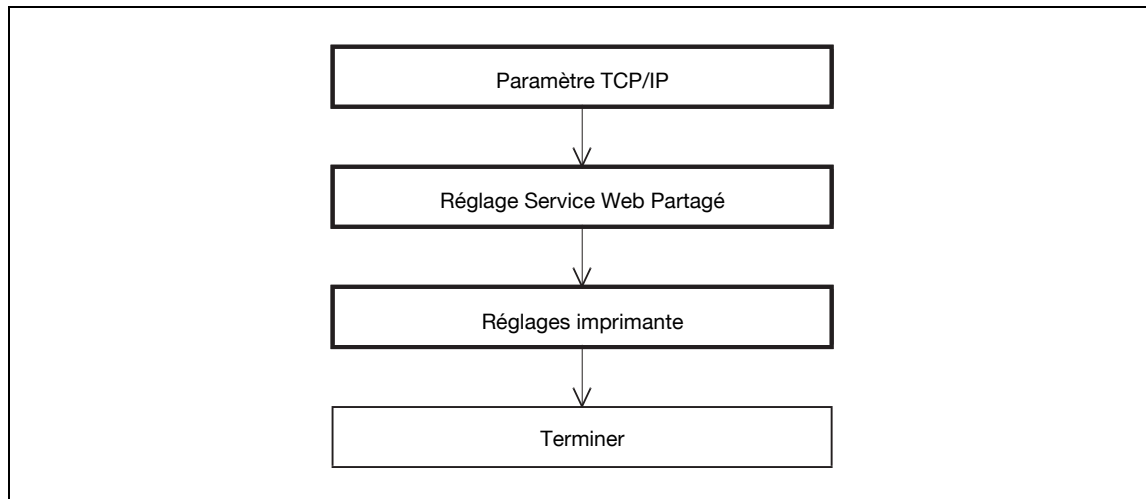 Paramètre TCP/IP
Réglage Service Web Partagé
Réglages imprimante
Terminer